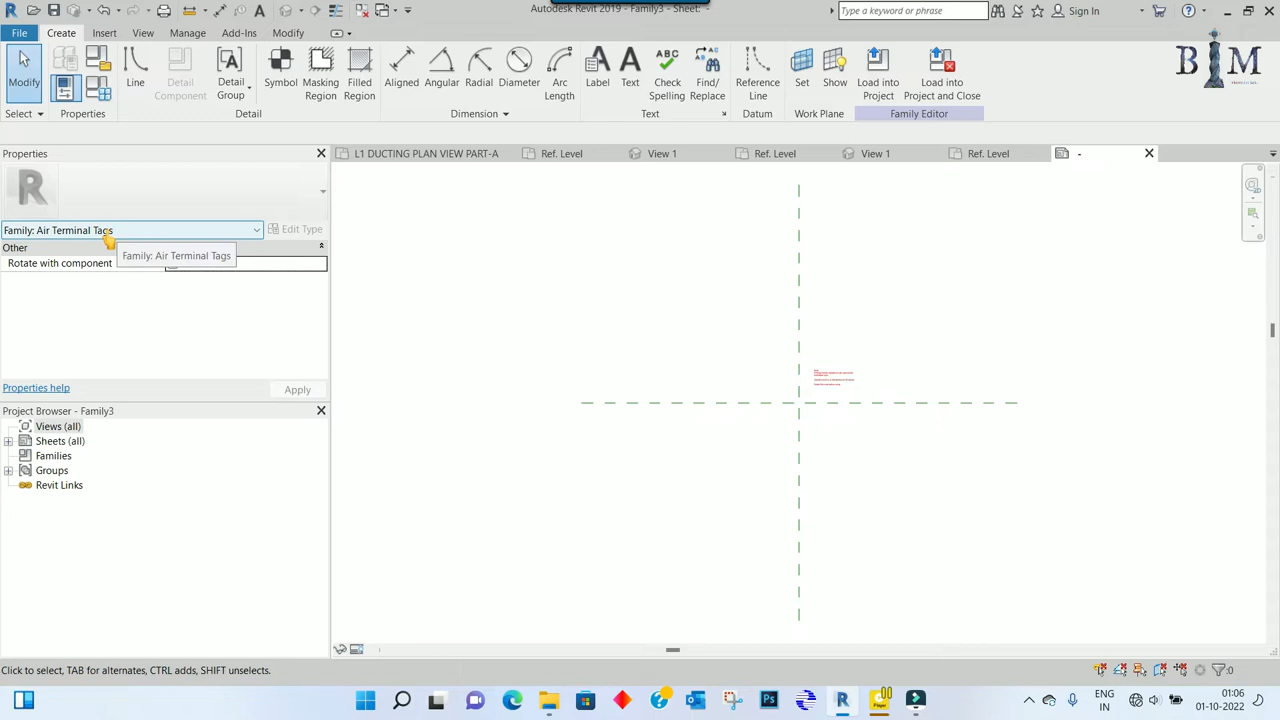 Autodesk Revit 2019 - Family3 - Sheet: -
Type a keyword or phrase
Sign In
File Create Insert View Manage Add-Ins Modify
Modify
Line
Detail Component
Detail Group
Symbol
Masking Region
Filled Region
Aligned
Angular
Radial
Diameter
Arc Length
Label
Text
Check Spelling
Find/ Replace
Reference Line
Set
Show
Load into Project
Load into Project and Close
Select
Properties
Detail
Dimension
Text
Datum
Work Plane
Family Editor
Properties
L1 DUCTING PLAN VIEW PART-A
Ref. Level
View 1
Ref. Level
View 1
Ref. Level
-
Family: Air Terminal Tags
Edit Type
Other
Family: Air Terminal Tags
Rotate with component
Properties help
Apply
Project Browser - Family3
Views (all)
Sheets (all)
Families
Groups
Revit Links
Click to select, TAB for alternates, CTRL adds, SHIFT unselects.
:0
ENG
IN
01:06
01-10-2022